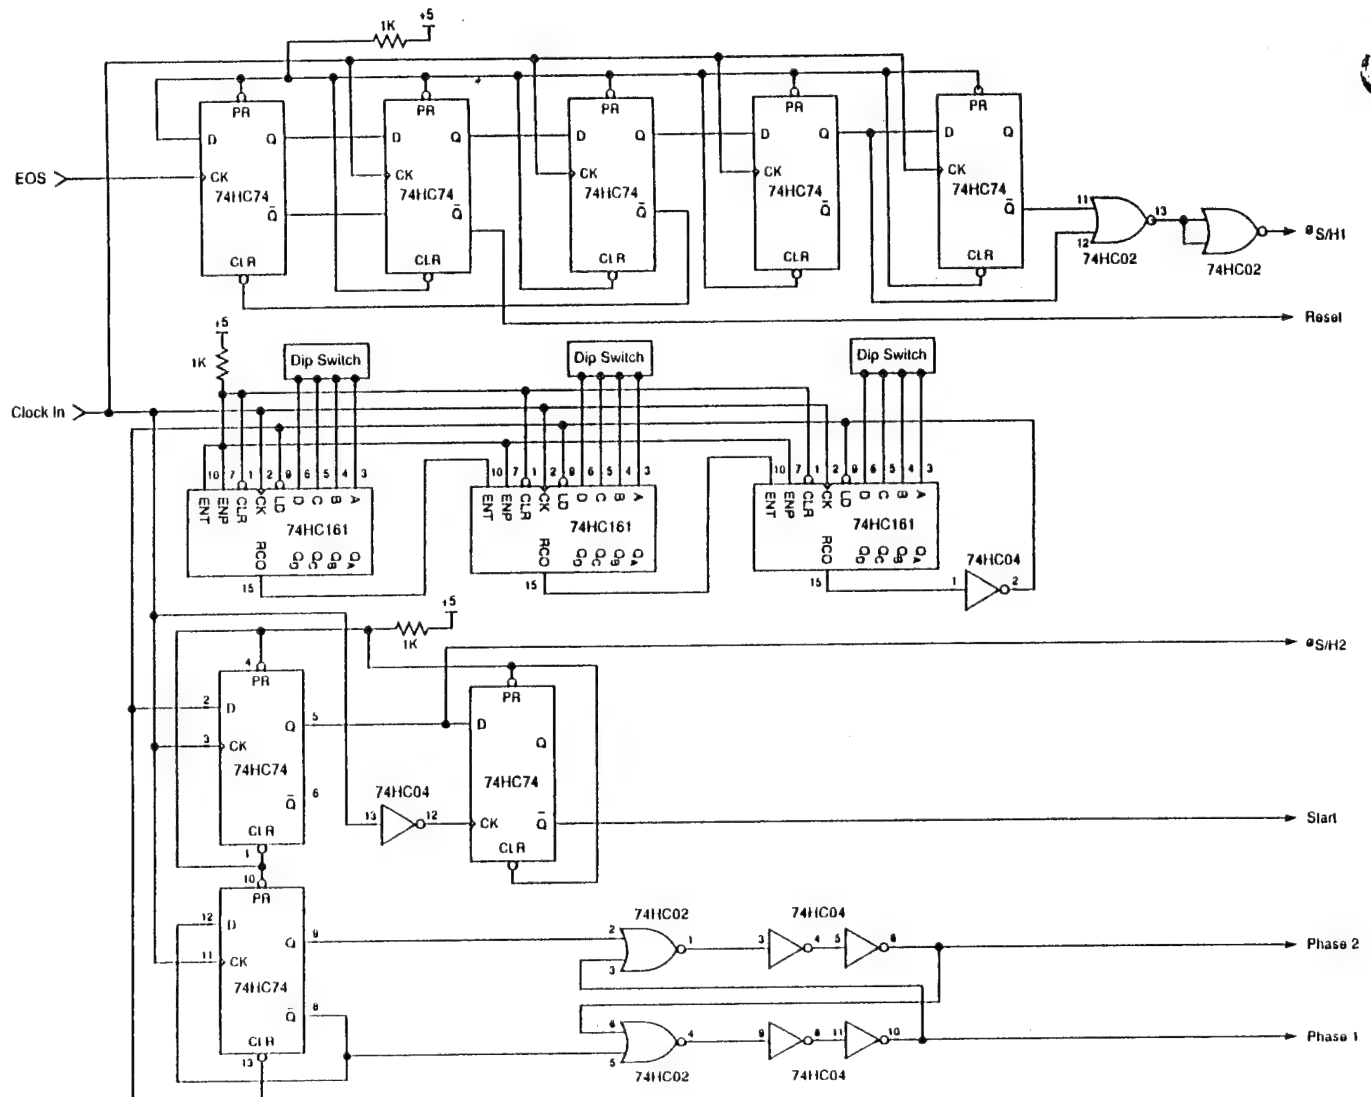 +5
1K
PR PR PR PR PR
D Q D Q D Q D Q D Q
EOS CK CK CK CK CK
74HC74 74HC74 74HC74 74HC74 74HC74
Q̅ Q̅ Q̅ Q̅ Q̅
11 13
12
CLR CLR CLR CLR CLR
74HC02 74HC02
øS/H1
Reset
+5
1K
Dip Switch Dip Switch Dip Switch
Clock In
10 7 1 2 9 6 5 4 3
10 7 1 2 9 6 5 4 3
10 7 1 2 9 6 5 4 3
ENT ENP CLR CK LD D C B A
ENT ENP CLR CK LD D C B A
ENT ENP CLR CK LD D C B A
74HC161 74HC161 74HC161
RCO QD QC QB QA
RCO QD QC QB QA
RCO QD QC QB QA
15 15 15
74HC04
1 2
+5
1K
øS/H2
4
PR PR
2 D Q 5 D Q
3 CK
74HC74 74HC74
Q̅ 6
74HC04
13 12 CK Q̅
Start
CLR CLR
1
10
PR
12 D Q 9
11 CK
74HC74
Q̅ 8
CLR
13
74HC02 74HC04
2 1 3 4 5 6
3
Phase 2
6 4 9 8 11 10
5
Phase 1
74HC02 74HC04